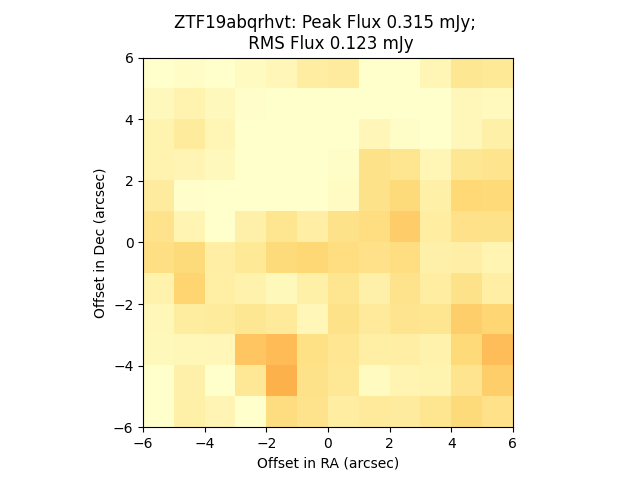 ZTF19abqrhvt: Peak Flux 0.315 mJy;
RMS Flux 0.123 mJy
6
4
2
0
−2
−4
−6
Offset in Dec (arcsec)
−6 −4 −2 0 2 4 6
Offset in RA (arcsec)